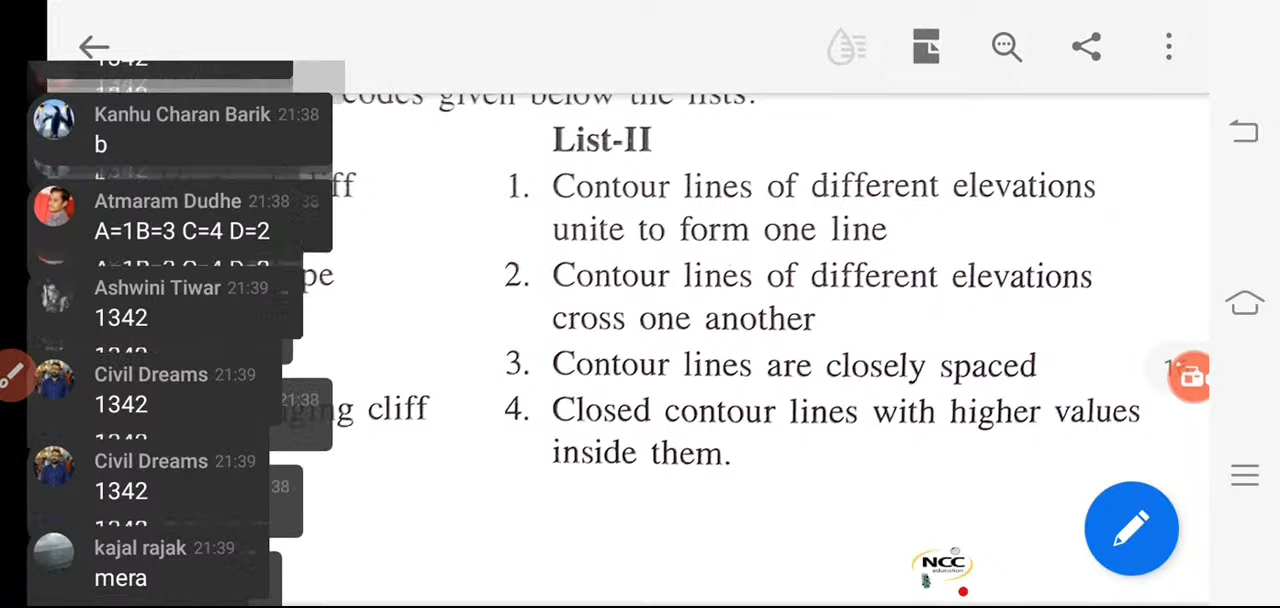 codes given below the lists.
List-II
1. Contour lines of different elevations
unite to form one line
2. Contour lines of different elevations
cross one another
3. Contour lines are closely spaced
4. Closed contour lines with higher values
inside them.
ff
pe
ging cliff
1342
Kanhu Charan Barik 21:38
b
Atmaram Dudhe 21:38
A=1B=3 C=4 D=2
Ashwini Tiwar 21:39
1342
Civil Dreams 21:39
1342
21:38
Civil Dreams 21:39
1342
38
kajal rajak 21:39
mera
NCC
education